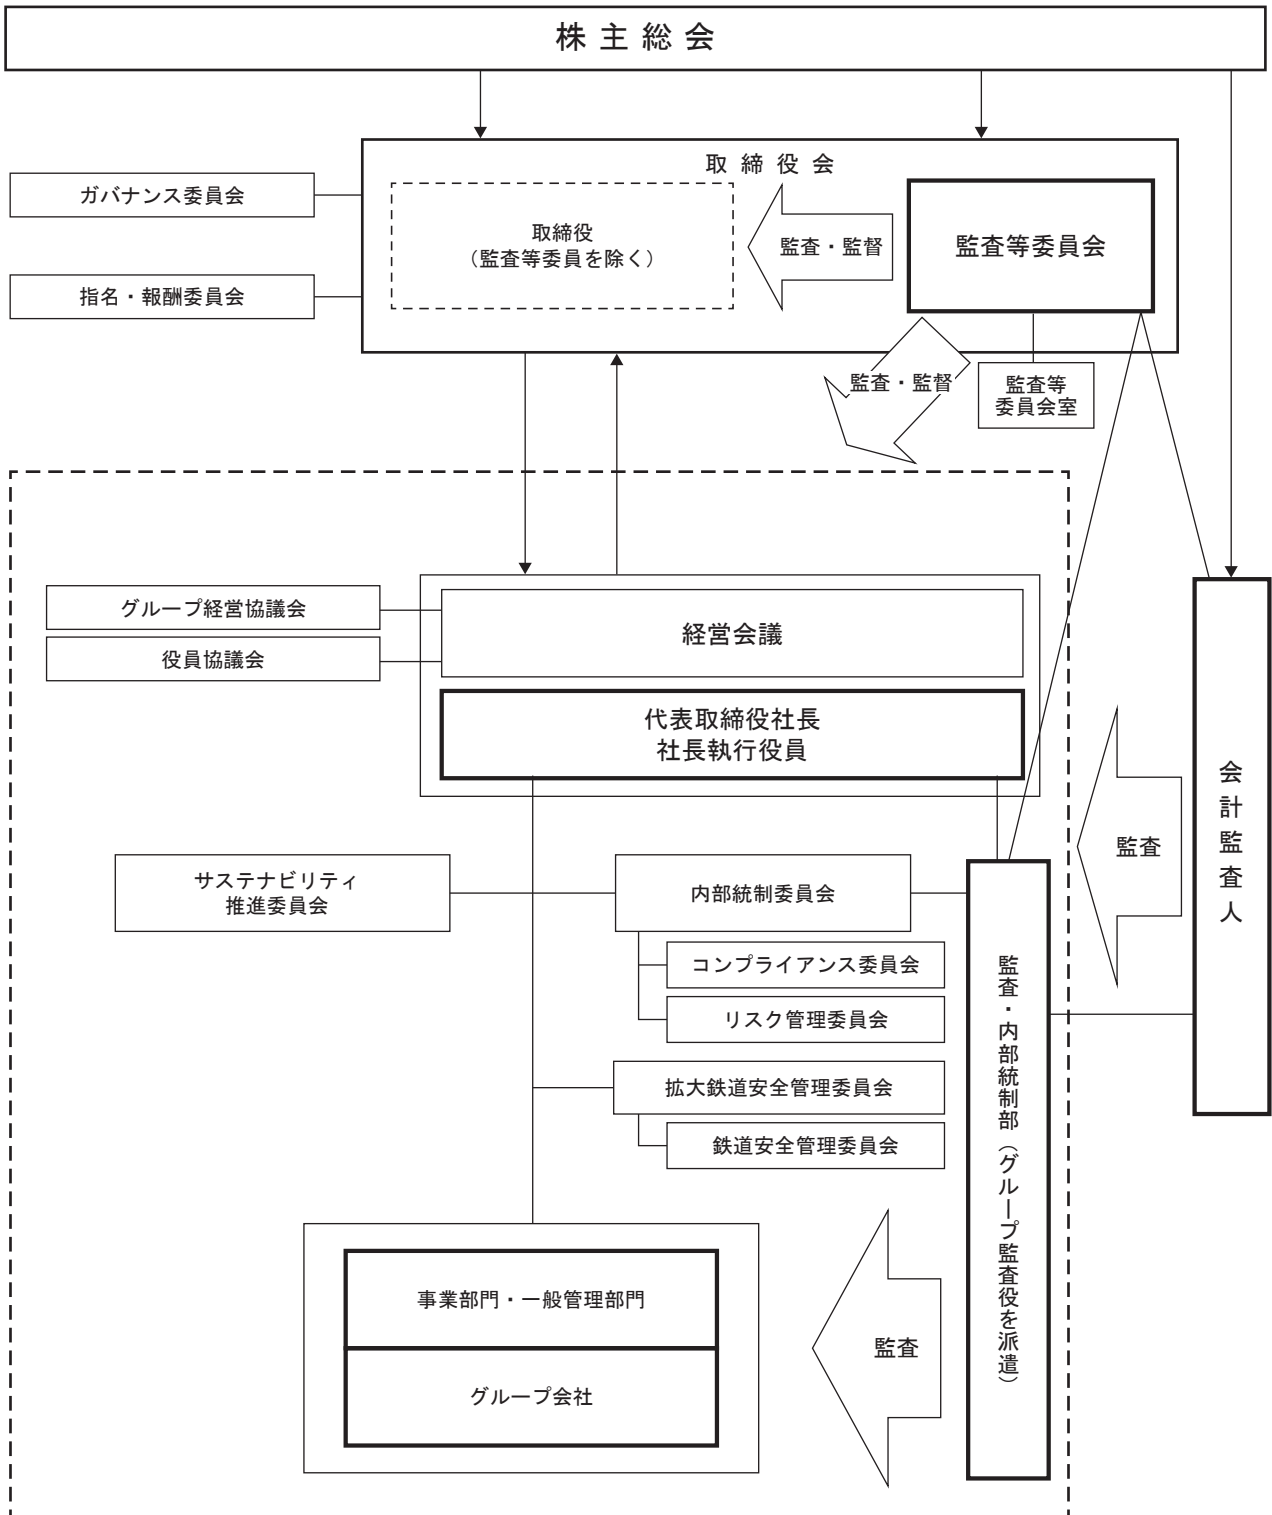 株主総会
取締役会
ガバナンス委員会
指名・報酬委員会
取締役
（監査等委員を除く）
監査・監督
監査等委員会
監査・監督
監査等
委員会室
グループ経営協議会
役員協議会
経営会議
代表取締役社長
社長執行役員
会計監査人
監査
サステナビリティ
推進委員会
内部統制委員会
コンプライアンス委員会
リスク管理委員会
拡大鉄道安全管理委員会
鉄道安全管理委員会
監査・内部統制部（グループ監査役を派遣）
事業部門・一般管理部門
グループ会社
監査